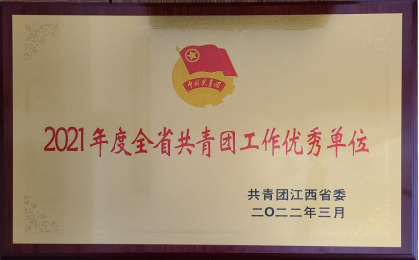 中国共青团
2021年度全省共青团工作优秀单位
共青团江西省委
二〇二二年三月